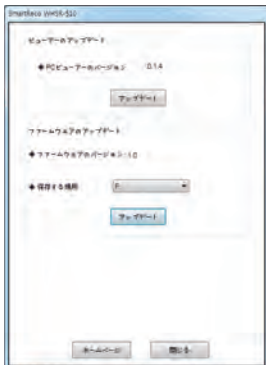 ビューアーのアップデート
◆PCビューアーのバージョン 0.1.4
アップデート
ファームウェアのアップデート
◆ファームウェアのバージョン 1.0
◆保存する場所 F
アップデート
ホームページ 閉じる